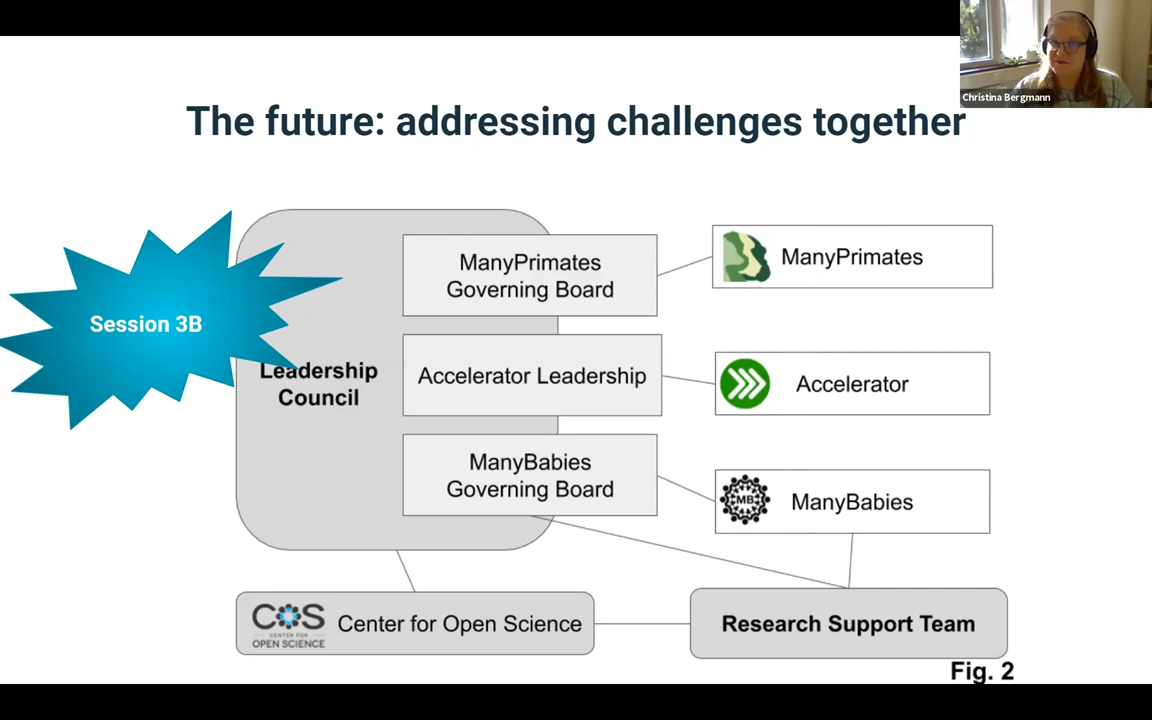 Christina Bergmann
The future: addressing challenges together
Session 3B
Leadership
Council
ManyPrimates
Governing Board
ManyPrimates
Accelerator Leadership
Accelerator
ManyBabies
Governing Board
MB
ManyBabies
COS
CENTER FOR
OPEN SCIENCE
Center for Open Science
Research Support Team
Fig. 2